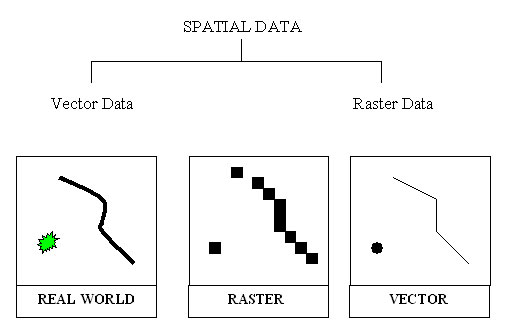 SPATIAL DATA
Vector Data Raster Data
REAL WORLD RASTER VECTOR